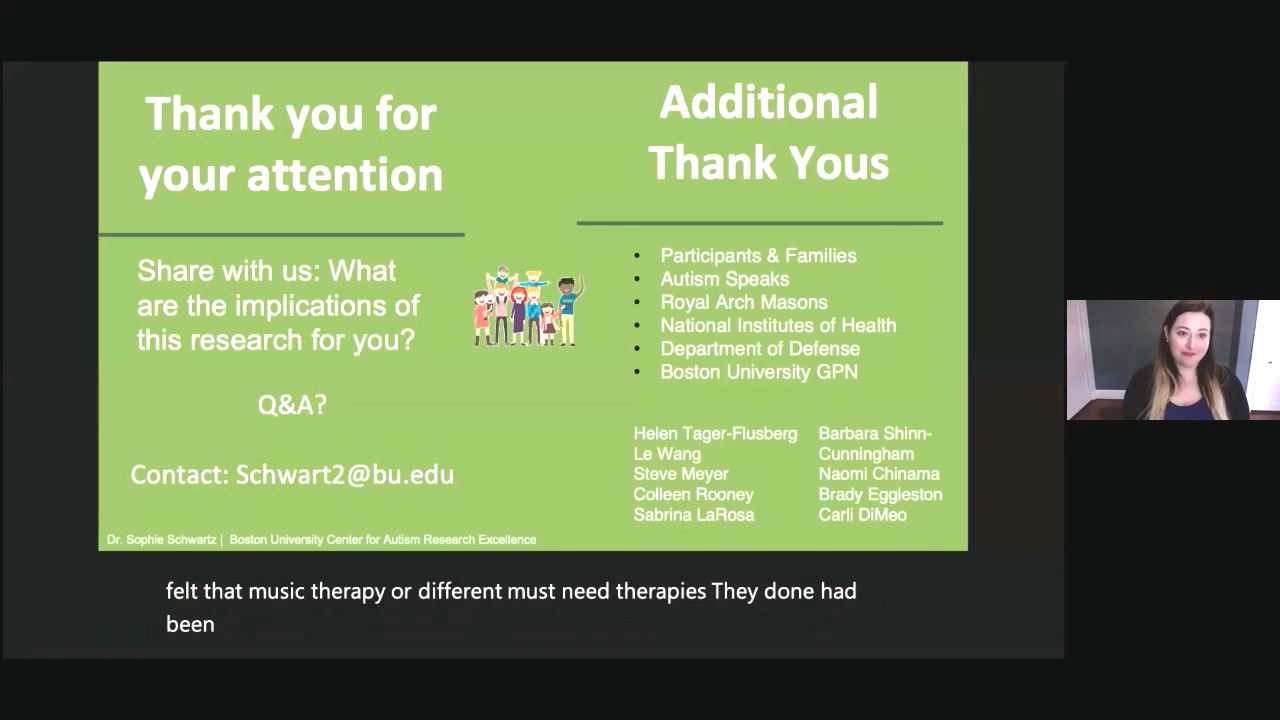 Thank you for
your attention
Share with us: What
are the implications of
this research for you?
Q&A?
Contact: Schwart2@bu.edu
Dr. Sophie Schwartz | Boston University Center for Autism Research Excellence
Additional
Thank Yous
• Participants & Families
• Autism Speaks
• Royal Arch Masons
• National Institutes of Health
• Department of Defense
• Boston University GPN
Helen Tager-Flusberg
Le Wang
Steve Meyer
Colleen Rooney
Sabrina LaRosa
Barbara Shinn-
Cunningham
Naomi Chinama
Brady Eggleston
Carli DiMeo
felt that music therapy or different must need therapies They done had
been